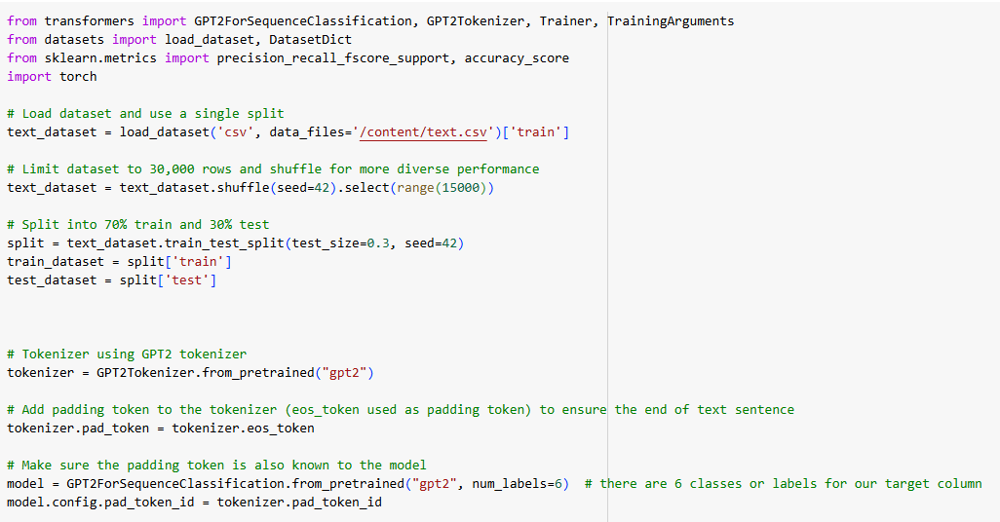 from transformers import GPT2ForSequenceClassification, GPT2Tokenizer, Trainer, TrainingArguments
from datasets import load_dataset, DatasetDict
from sklearn.metrics import precision_recall_fscore_support, accuracy_score
import torch
# Load dataset and use a single split
text_dataset = load_dataset('csv', data_files='/content/text.csv')['train']
# Limit dataset to 30,000 rows and shuffle for more diverse performance
text_dataset = text_dataset.shuffle(seed=42).select(range(15000))
# Split into 70% train and 30% test
split = text_dataset.train_test_split(test_size=0.3, seed=42)
train_dataset = split['train']
test_dataset = split['test']
# Tokenizer using GPT2 tokenizer
tokenizer = GPT2Tokenizer.from_pretrained("gpt2")
# Add padding token to the tokenizer (eos_token used as padding token) to ensure the end of text sentence
tokenizer.pad_token = tokenizer.eos_token
# Make sure the padding token is also known to the model
model = GPT2ForSequenceClassification.from_pretrained("gpt2", num_labels=6)  # there are 6 classes or labels for our target column
model.config.pad_token_id = tokenizer.pad_token_id